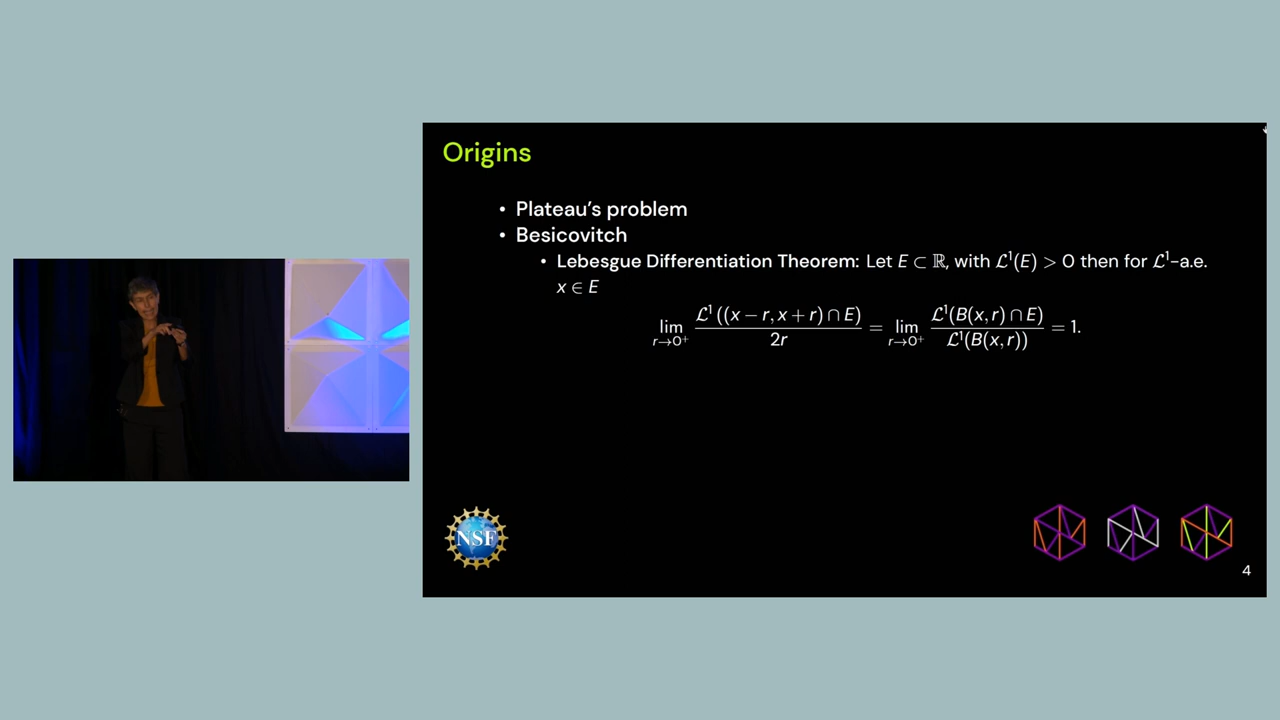 Origins
• Plateau's problem
• Besicovitch
• Lebesgue Differentiation Theorem: Let E ⊂ ℝ, with ℒ¹(E) > 0 then for ℒ¹–a.e.
x ∈ E
lim_{r→0⁺} ℒ¹((x − r, x + r) ∩ E) / 2r = lim_{r→0⁺} ℒ¹(B(x, r) ∩ E) / ℒ¹(B(x, r)) = 1.
NSF
4